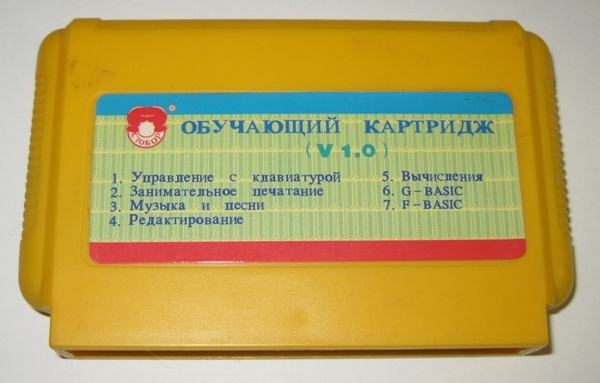 ®
СЮБОР
ОБУЧАЮЩИЙ КАРТРИДЖ
(V 1.0)
1. Управление с клавиатурой
2. Занимательное печатание
3. Музыка и песни
4. Редактирование
5. Вычисления
6. G-BASIC
7. F-BASIC